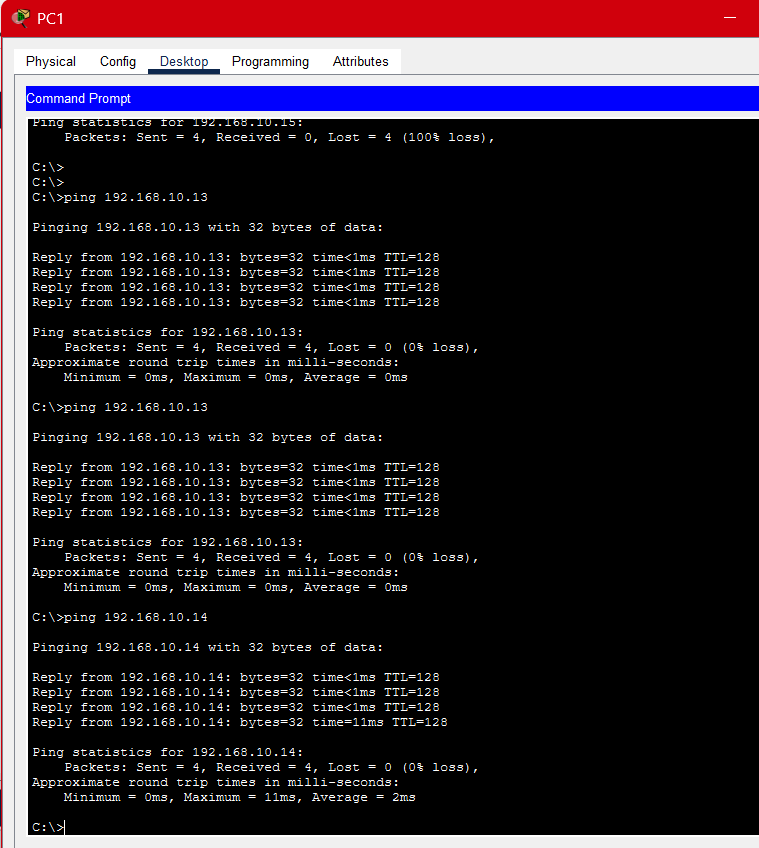 PC1
Physical Config Desktop Programming Attributes
Command Prompt
Ping statistics for 192.168.10.15:
    Packets: Sent = 4, Received = 0, Lost = 4 (100% loss),
C:\>
C:\>
C:\>ping 192.168.10.13
Pinging 192.168.10.13 with 32 bytes of data:
Reply from 192.168.10.13: bytes=32 time<1ms TTL=128
Reply from 192.168.10.13: bytes=32 time<1ms TTL=128
Reply from 192.168.10.13: bytes=32 time<1ms TTL=128
Reply from 192.168.10.13: bytes=32 time<1ms TTL=128
Ping statistics for 192.168.10.13:
    Packets: Sent = 4, Received = 4, Lost = 0 (0% loss),
Approximate round trip times in milli-seconds:
    Minimum = 0ms, Maximum = 0ms, Average = 0ms
C:\>ping 192.168.10.13
Pinging 192.168.10.13 with 32 bytes of data:
Reply from 192.168.10.13: bytes=32 time<1ms TTL=128
Reply from 192.168.10.13: bytes=32 time<1ms TTL=128
Reply from 192.168.10.13: bytes=32 time<1ms TTL=128
Reply from 192.168.10.13: bytes=32 time<1ms TTL=128
Ping statistics for 192.168.10.13:
    Packets: Sent = 4, Received = 4, Lost = 0 (0% loss),
Approximate round trip times in milli-seconds:
    Minimum = 0ms, Maximum = 0ms, Average = 0ms
C:\>ping 192.168.10.14
Pinging 192.168.10.14 with 32 bytes of data:
Reply from 192.168.10.14: bytes=32 time<1ms TTL=128
Reply from 192.168.10.14: bytes=32 time<1ms TTL=128
Reply from 192.168.10.14: bytes=32 time<1ms TTL=128
Reply from 192.168.10.14: bytes=32 time=11ms TTL=128
Ping statistics for 192.168.10.14:
    Packets: Sent = 4, Received = 4, Lost = 0 (0% loss),
Approximate round trip times in milli-seconds:
    Minimum = 0ms, Maximum = 11ms, Average = 2ms
C:\>